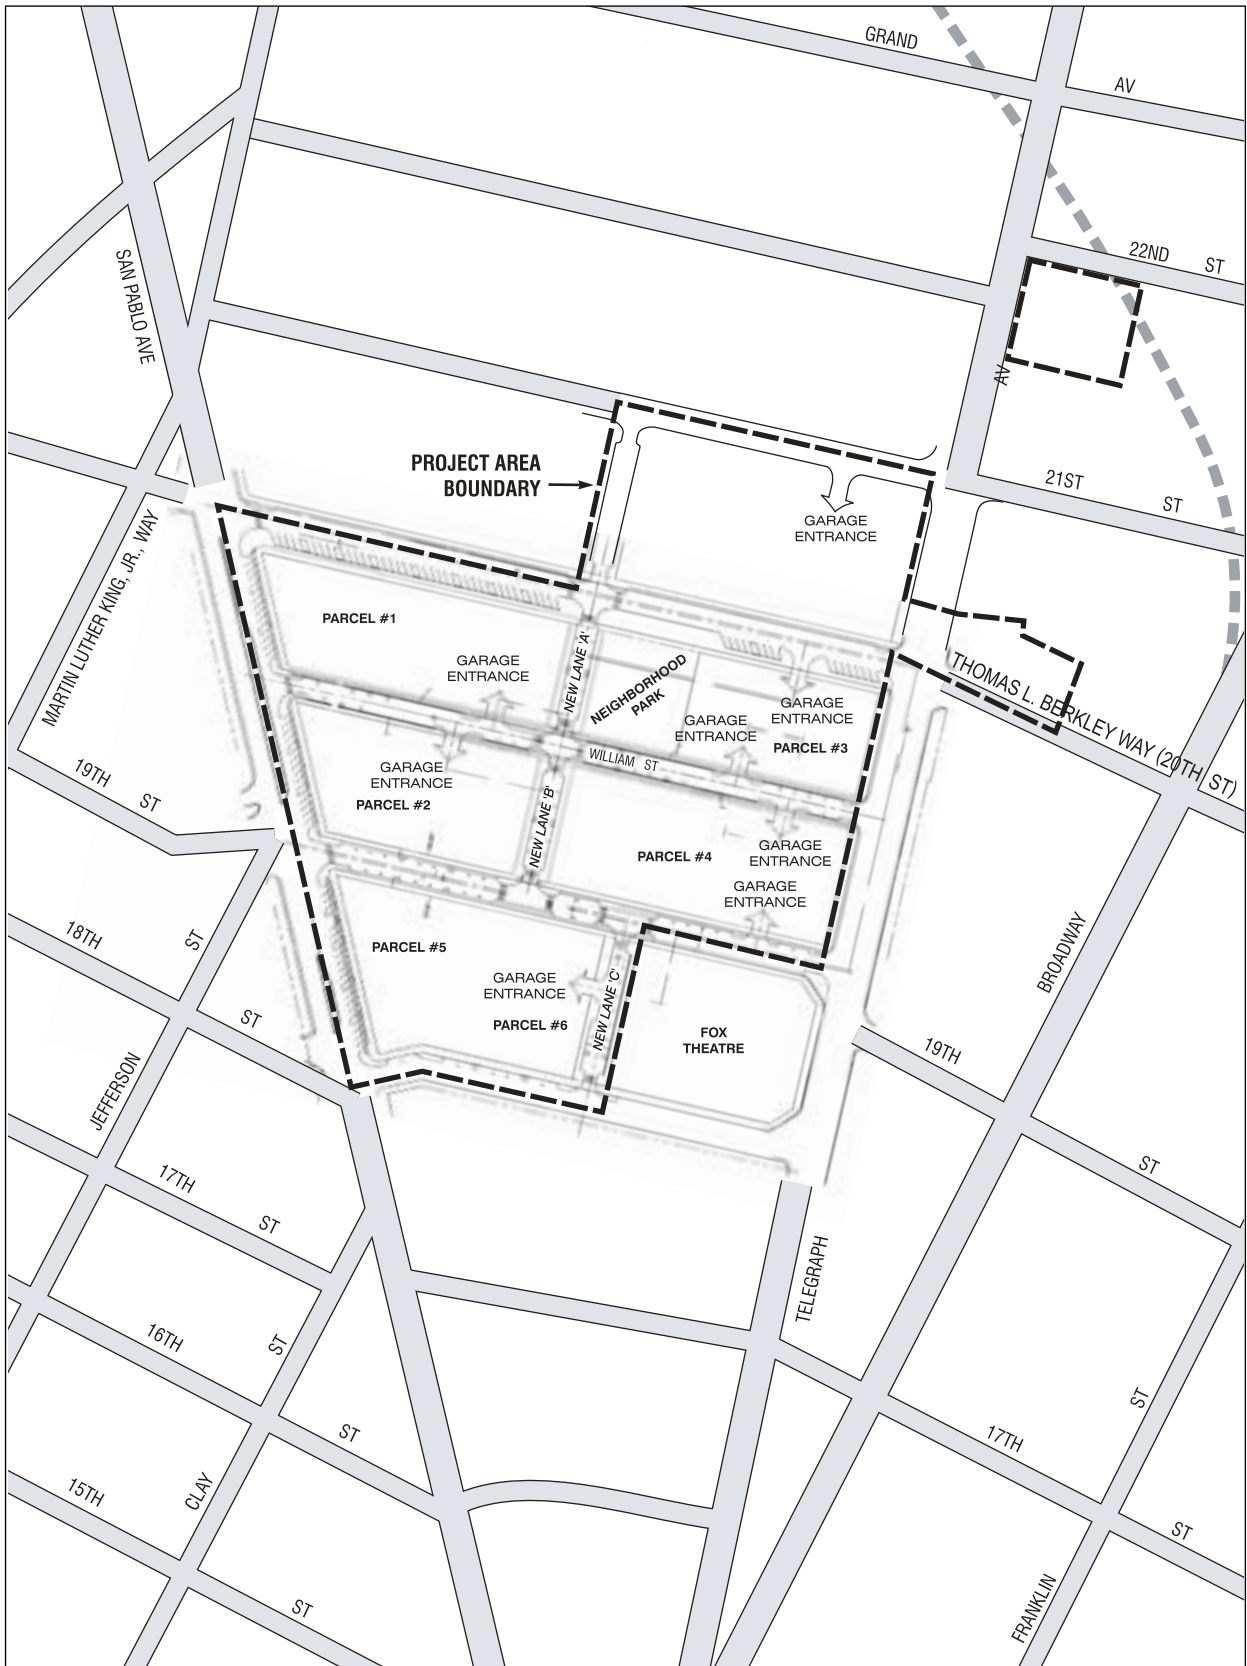 GRAND
AV
22ND
ST
SAN PABLO AVE
AV
PROJECT AREA
BOUNDARY
21ST
ST
GARAGE
ENTRANCE
MARTIN LUTHER KING, JR., WAY
PARCEL #1
NEW LANE 'A'
GARAGE
ENTRANCE
NEIGHBORHOOD
PARK
THOMAS L. BERKLEY WAY (20TH ST)
GARAGE
ENTRANCE
GARAGE
ENTRANCE
PARCEL #3
WILLIAM ST
19TH
ST
GARAGE
ENTRANCE
PARCEL #2
NEW LANE 'B'
PARCEL #4
GARAGE
ENTRANCE
GARAGE
ENTRANCE
18TH
ST
PARCEL #5
BROADWAY
GARAGE
ENTRANCE
NEW LANE 'C'
PARCEL #6
FOX
THEATRE
ST
19TH
JEFFERSON
17TH
ST
ST
TELEGRAPH
16TH
ST
ST
ST
17TH
15TH
CLAY
ST
ST
FRANKLIN